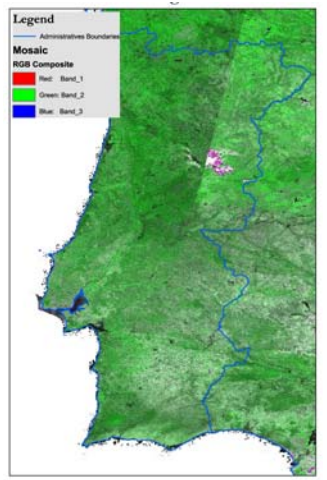 Legend
Administratives Boundaries
Mosaic
RGB Composite
Red: Band_1
Green: Band_2
Blue: Band_3